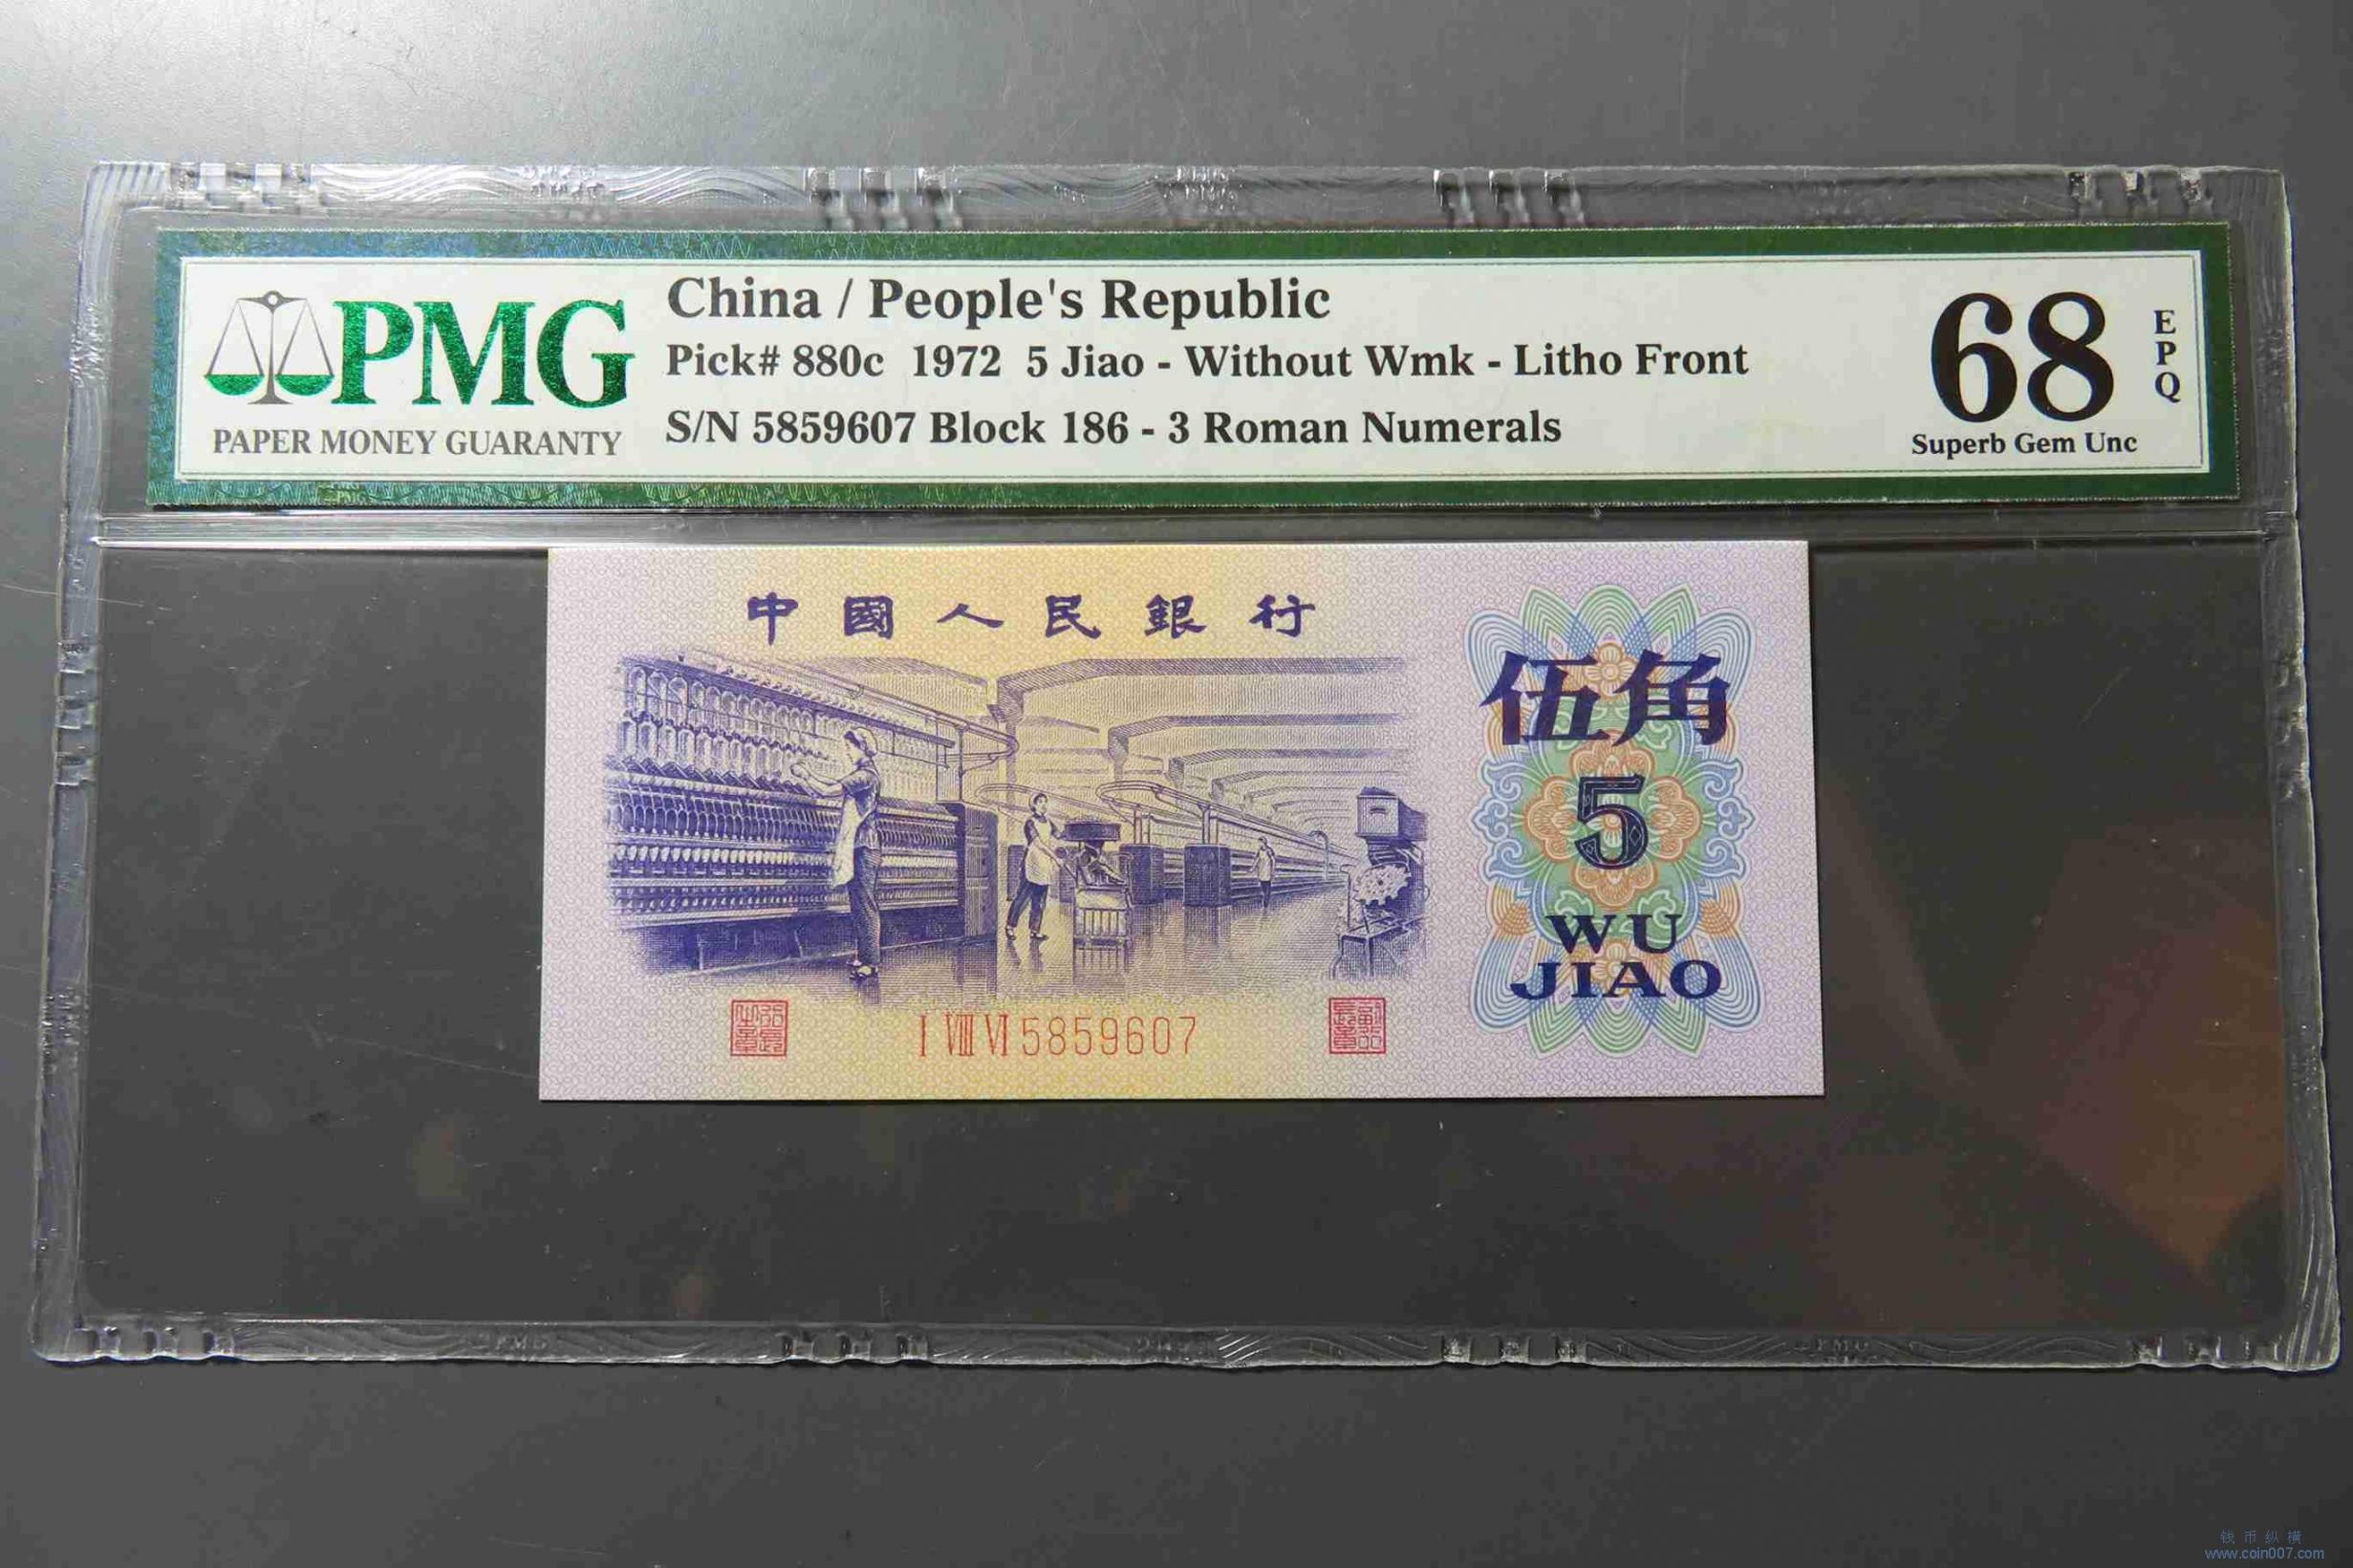 PMG
PAPER MONEY GUARANTY
China / People's Republic
Pick# 880c 1972 5 Jiao - Without Wmk - Litho Front
S/N 5859607 Block 186 - 3 Roman Numerals
68
EPQ
Superb Gem Unc
中國人民銀行
伍角
5
WU
JIAO
I VIII VI 5859607
钱币纵横
www.coin007.com